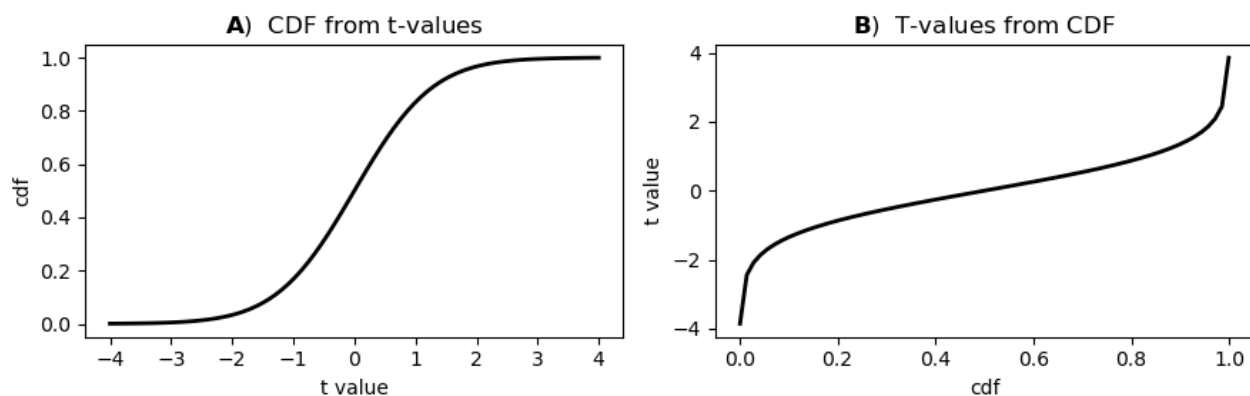 A)  CDF from t-values
1.0
0.8
0.6
0.4
0.2
0.0
cdf
−4 −3 −2 −1 0 1 2 3 4
t value
B)  T-values from CDF
4
2
0
−2
−4
t value
0.0 0.2 0.4 0.6 0.8 1.0
cdf